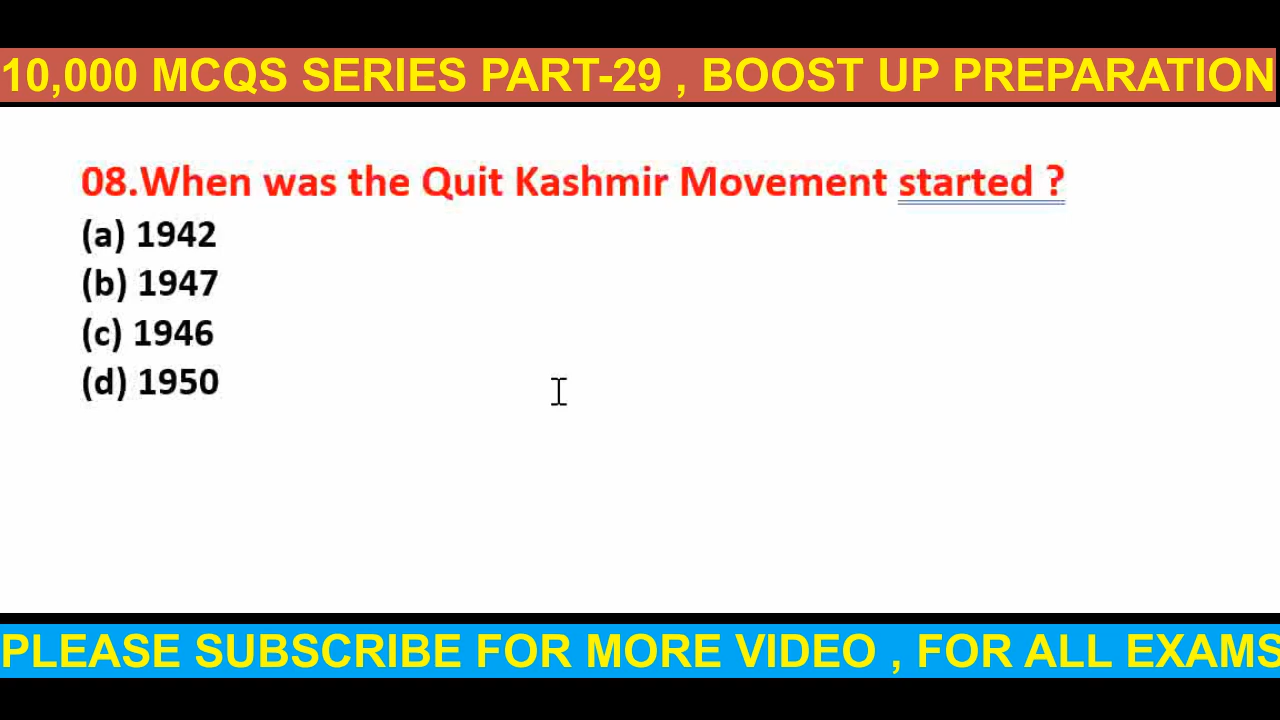 10,000 MCQS SERIES PART-29 , BOOST UP PREPARATION
08.When was the Quit Kashmir Movement started ?
(a) 1942
(b) 1947
(c) 1946
(d) 1950
PLEASE SUBSCRIBE FOR MORE VIDEO , FOR ALL EXAMS